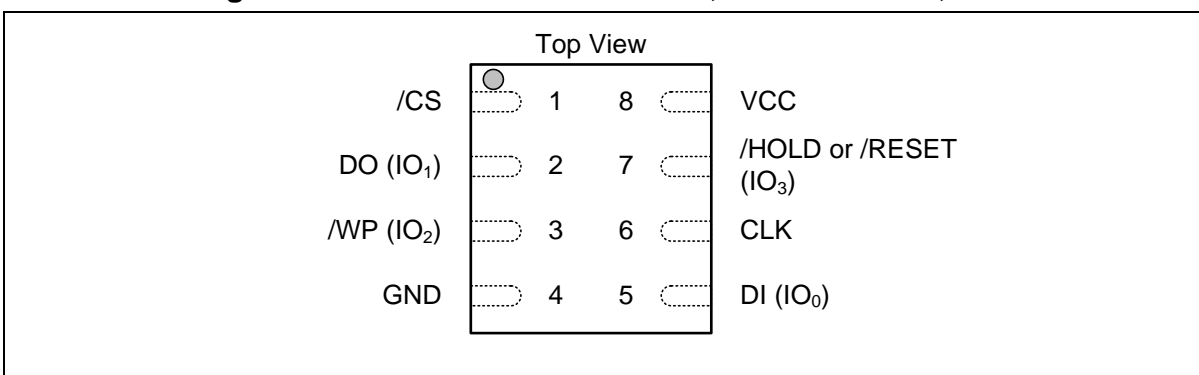 Top View
/CS 1 8 VCC
DO (IO₁) 2 7 /HOLD or /RESET
(IO₃)
/WP (IO₂) 3 6 CLK
GND 4 5 DI (IO₀)